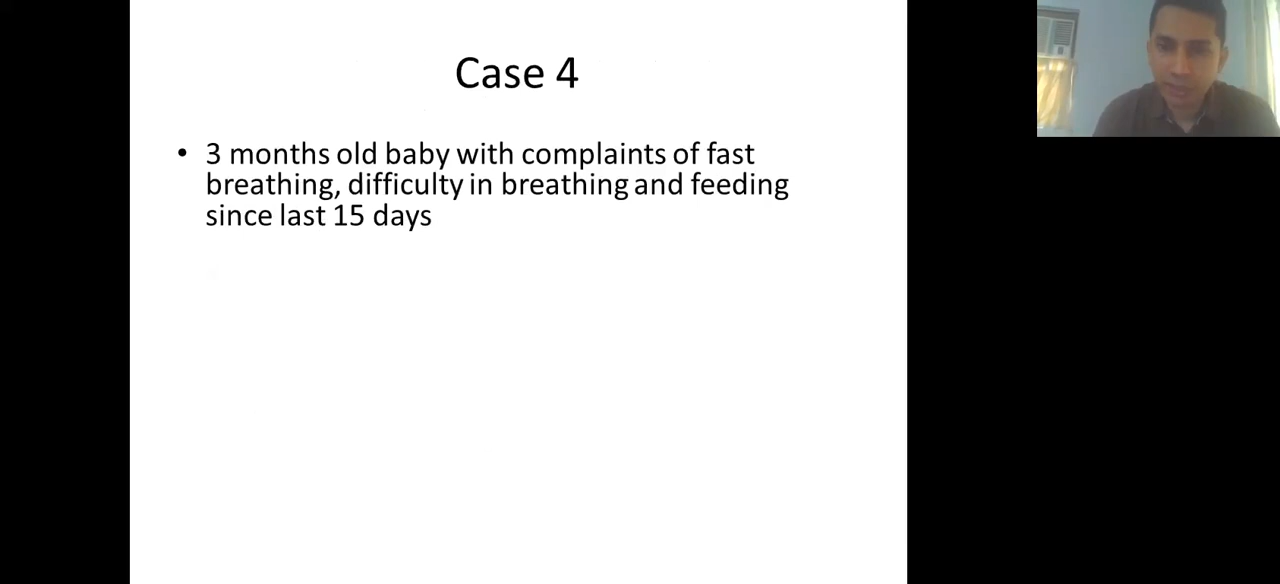 Case 4
• 3 months old baby with complaints of fast
breathing, difficulty in breathing and feeding
since last 15 days